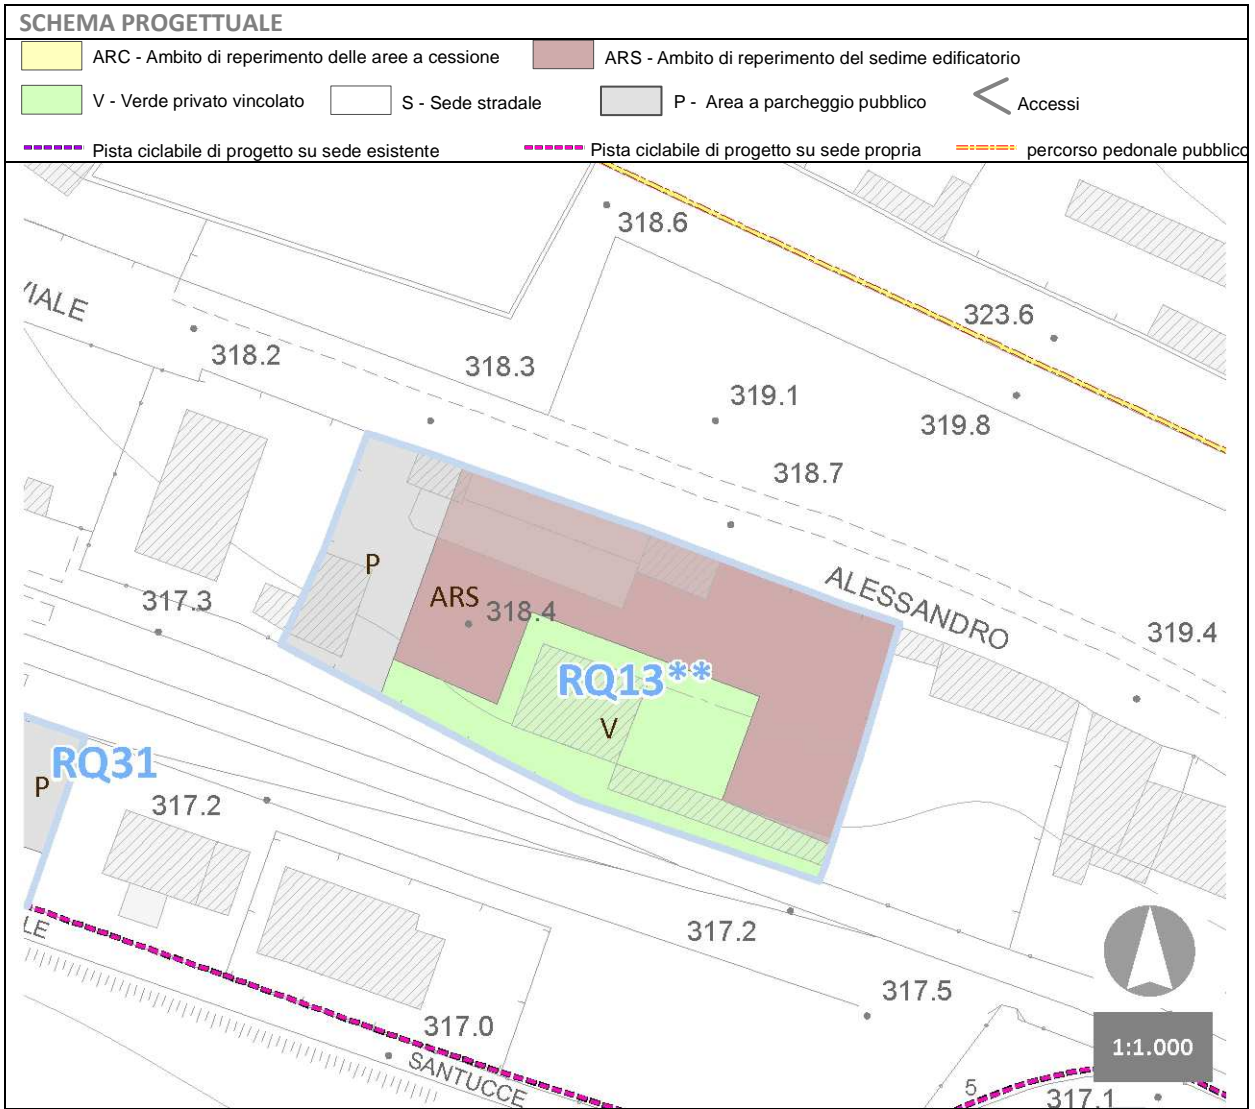 SCHEMA PROGETTUALE
ARC - Ambito di reperimento delle aree a cessione
ARS - Ambito di reperimento del sedime edificatorio
V - Verde privato vincolato
S - Sede stradale
P - Area a parcheggio pubblico
Accessi
Pista ciclabile di progetto su sede esistente
Pista ciclabile di progetto su sede propria
percorso pedonale pubblico
318.6
VIALE
323.6
318.2
318.3
319.1
319.8
318.7
P
ALESSANDRO
ARS
318.4
317.3
319.4
RQ13**
V
RQ31
P
317.2
317.2
LE
317.5
317.0
SANTUCCE
1:1.000
5
317.1